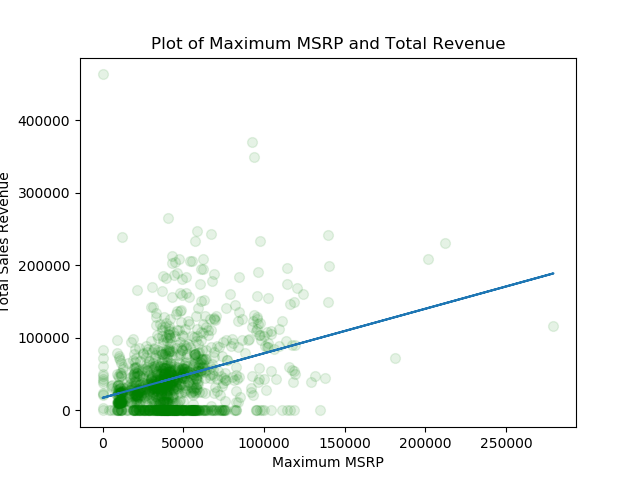 Plot of Maximum MSRP and Total Revenue
Total Sales Revenue
400000
300000
200000
100000
0
0 50000 100000 150000 200000 250000
Maximum MSRP